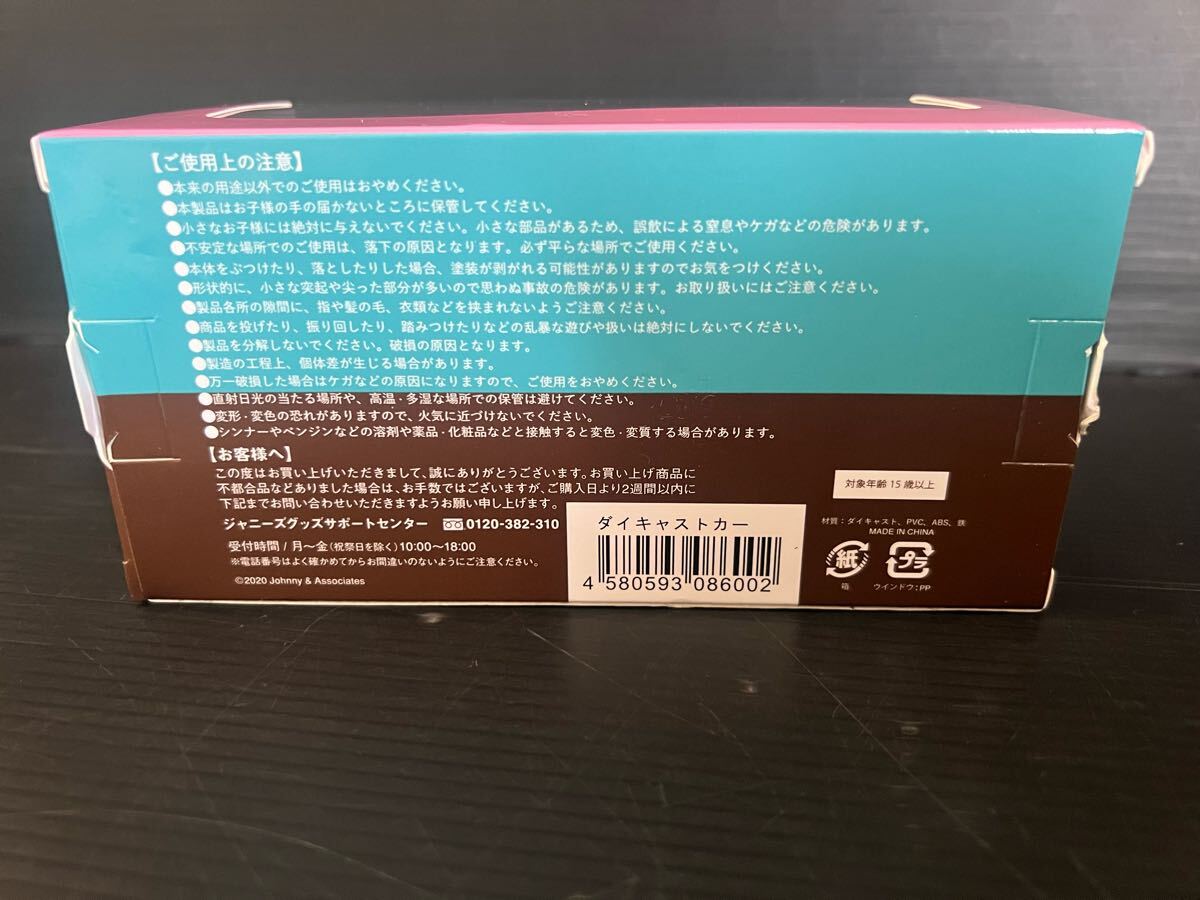 【ご使用上の注意】
●本来の用途以外でのご使用はおやめください。
●本製品はお子様の手の届かないところに保管してください。
●小さなお子様には絶対に与えないでください。小さな部品があるため、誤飲による窒息やケガなどの危険があります。
●不安定な場所でのご使用は、落下の原因となります。必ず平らな場所でご使用ください。
●本体をぶつけたり、落としたりした場合、塗装が剥がれる可能性がありますのでお気をつけください。
●形状的に、小さな突起や尖った部分が多いので思わぬ事故の危険があります。お取り扱いにはご注意ください。
●製品各所の隙間に、指や髪の毛、衣類などを挟まれないようご注意ください。
●商品を投げたり、振り回したり、踏みつけたりなどの乱暴な遊びや扱いは絶対にしないでください。
●製品を分解しないでください。破損の原因となります。
●製造の工程上、個体差が生じる場合があります。
●万一破損した場合はケガなどの原因になりますので、ご使用をおやめください。
●直射日光の当たる場所や、高温・多湿な場所での保管は避けてください。
●変形・変色の恐れがありますので、火気に近づけないでください。
●シンナーやベンジンなどの溶剤や薬品・化粧品などと接触すると変色・変質する場合があります。
【お客様へ】
この度はお買い上げいただきまして、誠にありがとうございます。お買い上げ商品に
不都合品などありました場合は、お手数ではございますが、ご購入日より2週間以内に
下記までお問い合わせいただきますようお願い申し上げます。
ジャニーズグッズサポートセンター 0120-382-310
受付時間 / 月〜金(祝祭日を除く)10:00〜18:00
※電話番号はよく確かめてからお間違いのないようにご注意ください。
©2020 Johnny & Associates
ダイキャストカー
4 580593 086002
対象年齢 15 歳以上
材質：ダイキャスト、PVC、ABS、鉄
MADE IN CHINA
紙 プラ
箱 ウインドウ：PP